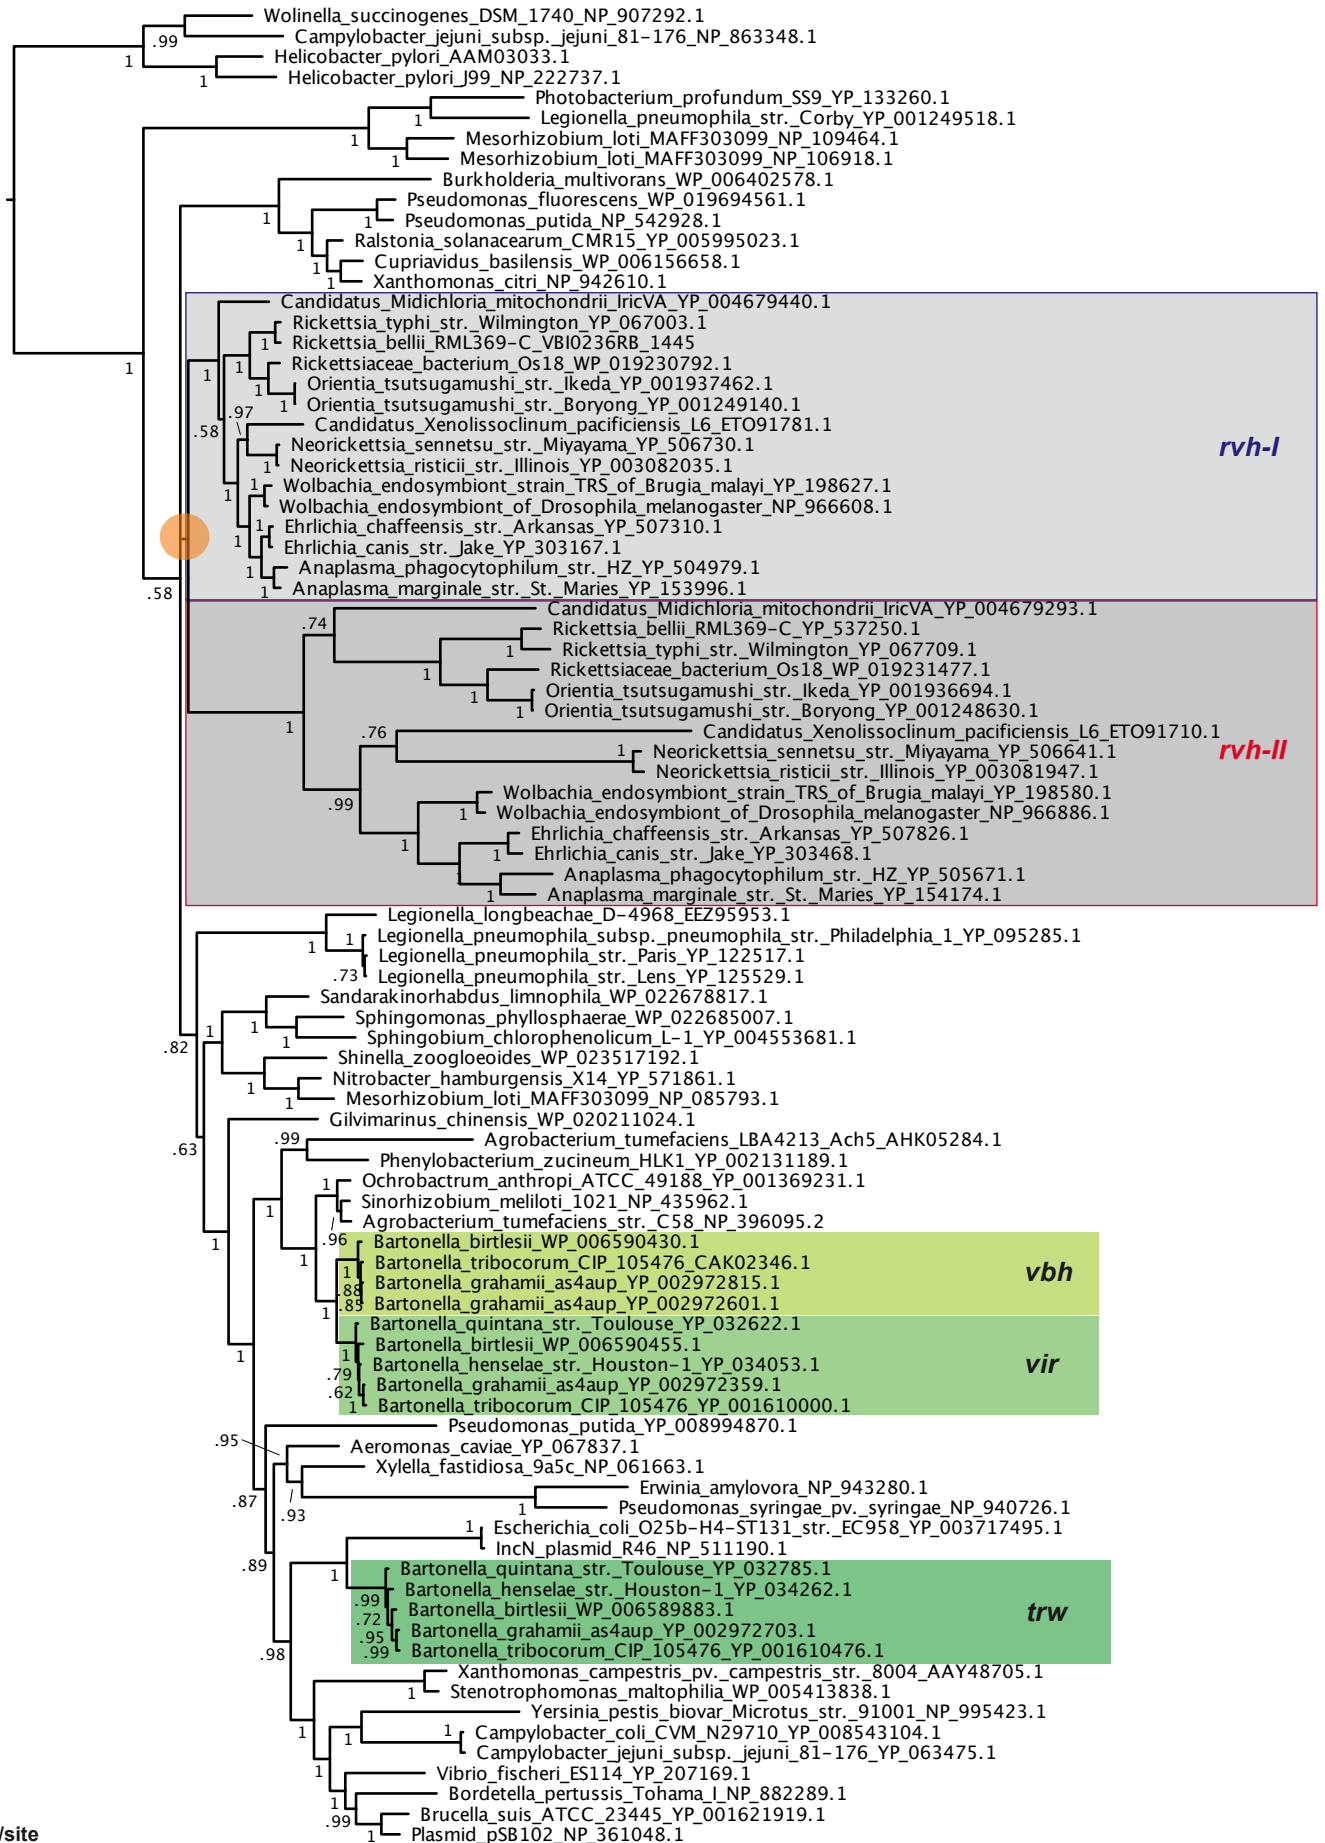 Wolinella_succinogenes_DSM_1740_NP_907292.1
.99
Campylobacter_jejuni_subsp._jejuni_81-176_NP_863348.1
1
Helicobacter_pylori_AAM03033.1
1
Helicobacter_pylori_J99_NP_222737.1
Photobacterium_profundum_SS9_YP_133260.1
1
Legionella_pneumophila_str._Corby_YP_001249518.1
1
Mesorhizobium_loti_MAFF303099_NP_109464.1
1
Mesorhizobium_loti_MAFF303099_NP_106918.1
Burkholderia_multivorans_WP_006402578.1
1
Pseudomonas_fluorescens_WP_019694561.1
1
Pseudomonas_putida_NP_542928.1
1
Ralstonia_solanacearum_CMR15_YP_005995023.1
1
Cupriavidus_basilensis_WP_006156658.1
1
Xanthomonas_citri_NP_942610.1
Candidatus_Midichloria_mitochondrii_IricVA_YP_004679440.1
Rickettsia_typhi_str._Wilmington_YP_067003.1
1
Rickettsia_bellii_RML369-C_VBI0236RB_1445
1
1
1
Rickettsiaceae_bacterium_Os18_WP_019230792.1
1
Orientia_tsutsugamushi_str._Ikeda_YP_001937462.1
1
Orientia_tsutsugamushi_str._Boryong_YP_001249140.1
.97
.58
Candidatus_Xenolissoclinum_pacificiensis_L6_ETO91781.1
Neorickettsia_sennetsu_str._Miyayama_YP_506730.1
rvh-I
1
Neorickettsia_risticii_str._Illinois_YP_003082035.1
1
1
Wolbachia_endosymbiont_strain_TRS_of_Brugia_malayi_YP_198627.1
Wolbachia_endosymbiont_of_Drosophila_melanogaster_NP_966608.1
1
1
Ehrlichia_chaffeensis_str._Arkansas_YP_507310.1
Ehrlichia_canis_str._Jake_YP_303167.1
1
Anaplasma_phagocytophilum_str._HZ_YP_504979.1
1
Anaplasma_marginale_str._St._Maries_YP_153996.1
.58
Candidatus_Midichloria_mitochondrii_IricVA_YP_004679293.1
.74
Rickettsia_bellii_RML369-C_YP_537250.1
1
Rickettsia_typhi_str._Wilmington_YP_067709.1
1
Rickettsiaceae_bacterium_Os18_WP_019231477.1
1
Orientia_tsutsugamushi_str._Ikeda_YP_001936694.1
1
Orientia_tsutsugamushi_str._Boryong_YP_001248630.1
1
.76
Candidatus_Xenolissoclinum_pacificiensis_L6_ETO91710.1
1
Neorickettsia_sennetsu_str._Miyayama_YP_506641.1
rvh-II
Neorickettsia_risticii_str._Illinois_YP_003081947.1
.99
Wolbachia_endosymbiont_strain_TRS_of_Brugia_malayi_YP_198580.1
1
Wolbachia_endosymbiont_of_Drosophila_melanogaster_NP_966886.1
1
Ehrlichia_chaffeensis_str._Arkansas_YP_507826.1
1
Ehrlichia_canis_str._Jake_YP_303468.1
Anaplasma_phagocytophilum_str._HZ_YP_505671.1
1
Anaplasma_marginale_str._St._Maries_YP_154174.1
Legionella_longbeachae_D-4968_EEZ95953.1
1
1
Legionella_pneumophila_subsp._pneumophila_str._Philadelphia_1_YP_095285.1
Legionella_pneumophila_str._Paris_YP_122517.1
.73
Legionella_pneumophila_str._Lens_YP_125529.1
Sandarakinorhabdus_limnophila_WP_022678817.1
1
Sphingomonas_phyllosphaerae_WP_022685007.1
1
1
Sphingobium_chlorophenolicum_L-1_YP_004553681.1
.82
Shinella_zoogloeoides_WP_023517192.1
1
Nitrobacter_hamburgensis_X14_YP_571861.1
1
Mesorhizobium_loti_MAFF303099_NP_085793.1
Gilvimarinus_chinensis_WP_020211024.1
.63
.99
Agrobacterium_tumefaciens_LBA4213_Ach5_AHK05284.1
Phenylobacterium_zucineum_HLK1_YP_002131189.1
1
Ochrobactrum_anthropi_ATCC_49188_YP_001369231.1
1
Sinorhizobium_meliloti_1021_NP_435962.1
Agrobacterium_tumefaciens_str._C58_NP_396095.2
1
.96
1
Bartonella_birtlesii_WP_006590430.1
1
Bartonella_tribocorum_CIP_105476_CAK02346.1
vbh
.88
Bartonella_grahamii_as4aup_YP_002972815.1
.85
Bartonella_grahamii_as4aup_YP_002972601.1
1
Bartonella_quintana_str._Toulouse_YP_032622.1
1
1
Bartonella_birtlesii_WP_006590455.1
Bartonella_henselae_str._Houston-1_YP_034053.1
vir
.79
Bartonella_grahamii_as4aup_YP_002972359.1
.62
1
Bartonella_tribocorum_CIP_105476_YP_001610000.1
Pseudomonas_putida_YP_008994870.1
.95
Aeromonas_caviae_YP_067837.1
Xylella_fastidiosa_9a5c_NP_061663.1
Erwinia_amylovora_NP_943280.1
.87
.93
1
Pseudomonas_syringae_pv._syringae_NP_940726.1
1
Escherichia_coli_O25b-H4-ST131_str._EC958_YP_003717495.1
IncN_plasmid_R46_NP_511190.1
.89
1
Bartonella_quintana_str._Toulouse_YP_032785.1
Bartonella_henselae_str._Houston-1_YP_034262.1
.99
Bartonella_birtlesii_WP_006589883.1
trw
.72
Bartonella_grahamii_as4aup_YP_002972703.1
.95
Bartonella_tribocorum_CIP_105476_YP_001610476.1
.99
.98
Xanthomonas_campestris_pv._campestris_str._8004_AAY48705.1
1
Stenotrophomonas_maltophilia_WP_005413838.1
Yersinia_pestis_biovar_Microtus_str._91001_NP_995423.1
1
1
1
Campylobacter_coli_CVM_N29710_YP_008543104.1
Campylobacter_jejuni_subsp._jejuni_81-176_YP_063475.1
1
Vibrio_fischeri_ES114_YP_207169.1
1
Bordetella_pertussis_Tohama_I_NP_882289.1
.99
Brucella_suis_ATCC_23445_YP_001621919.1
1
Plasmid_pSB102_NP_361048.1
/site